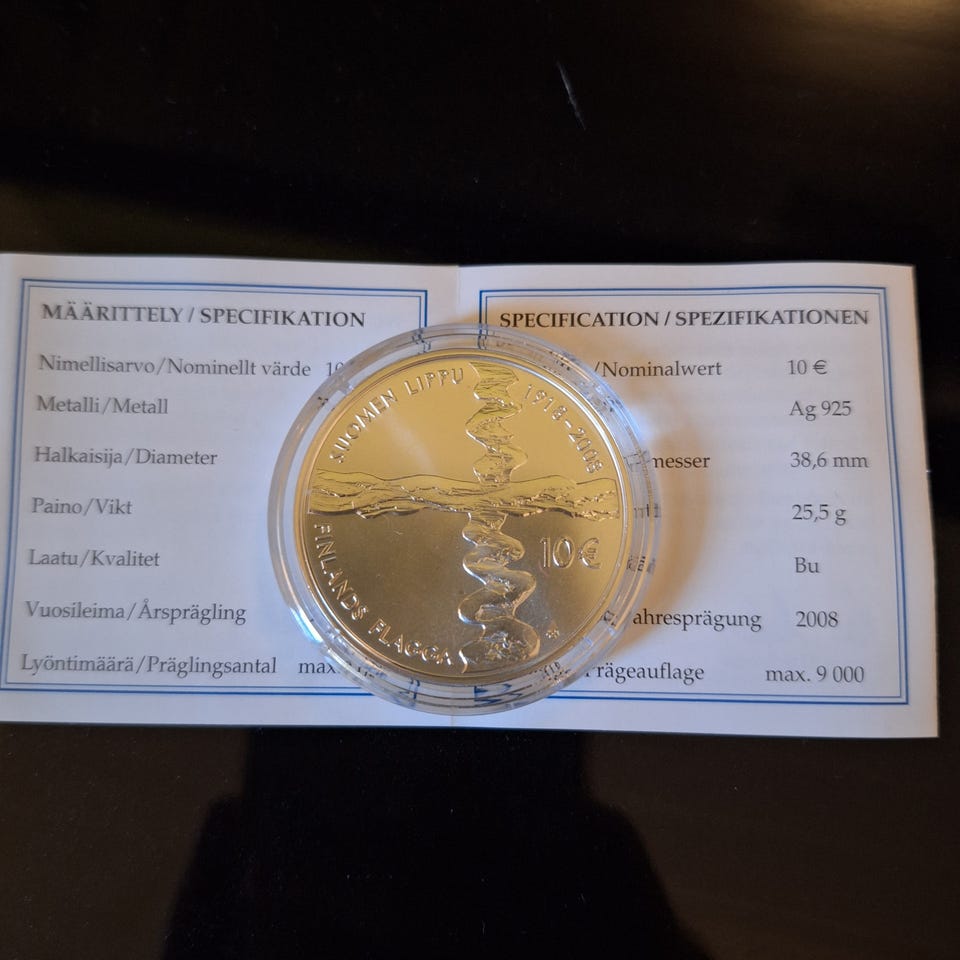 MÄÄRITTELY / SPECIFIKATION
Nimellisarvo/Nominellt värde
Metalli/Metall
Halkaisija/Diameter
Paino/Vikt
Laatu/Kvalitet
Vuosileima/Årsprägling
Lyöntimäärä/Präglingsantal max.
SUOMEN LIPPU 1918-2008
10€
FINLANDS FLAGGA
SPECIFICATION / SPEZIFIKATIONEN
/Nominalwert 10 €
Ag 925
messer 38,6 mm
25,5 g
Bu
ahresprägung 2008
rägeauflage max. 9 000